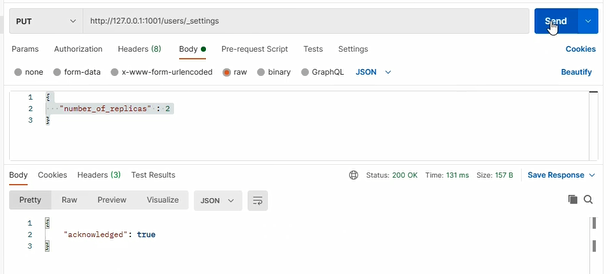 PUT http://127.0.0.1:1001/users/_settings Send
Params Authorization Headers (8) Body Pre-request Script Tests Settings Cookies
none form-data x-www-form-urlencoded raw binary GraphQL JSON Beautify
1 {
2 "number_of_replicas" : 2
3 }
Body Cookies Headers (3) Test Results Status: 200 OK Time: 131 ms Size: 157 B Save Response
Pretty Raw Preview Visualize JSON
1 {
2 "acknowledged": true
3 }